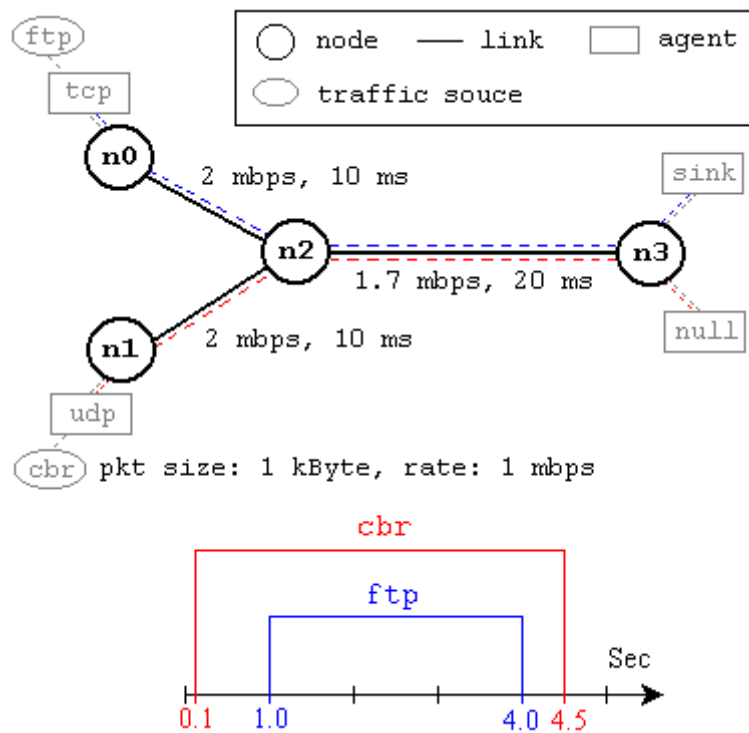 ftp
node link agent
tcp
traffic souce
n0
2 mbps, 10 ms
sink
n2
n3
1.7 mbps, 20 ms
2 mbps, 10 ms
null
n1
udp
cbr pkt size: 1 kByte, rate: 1 mbps
cbr
ftp
Sec
0.1 1.0 4.0 4.5